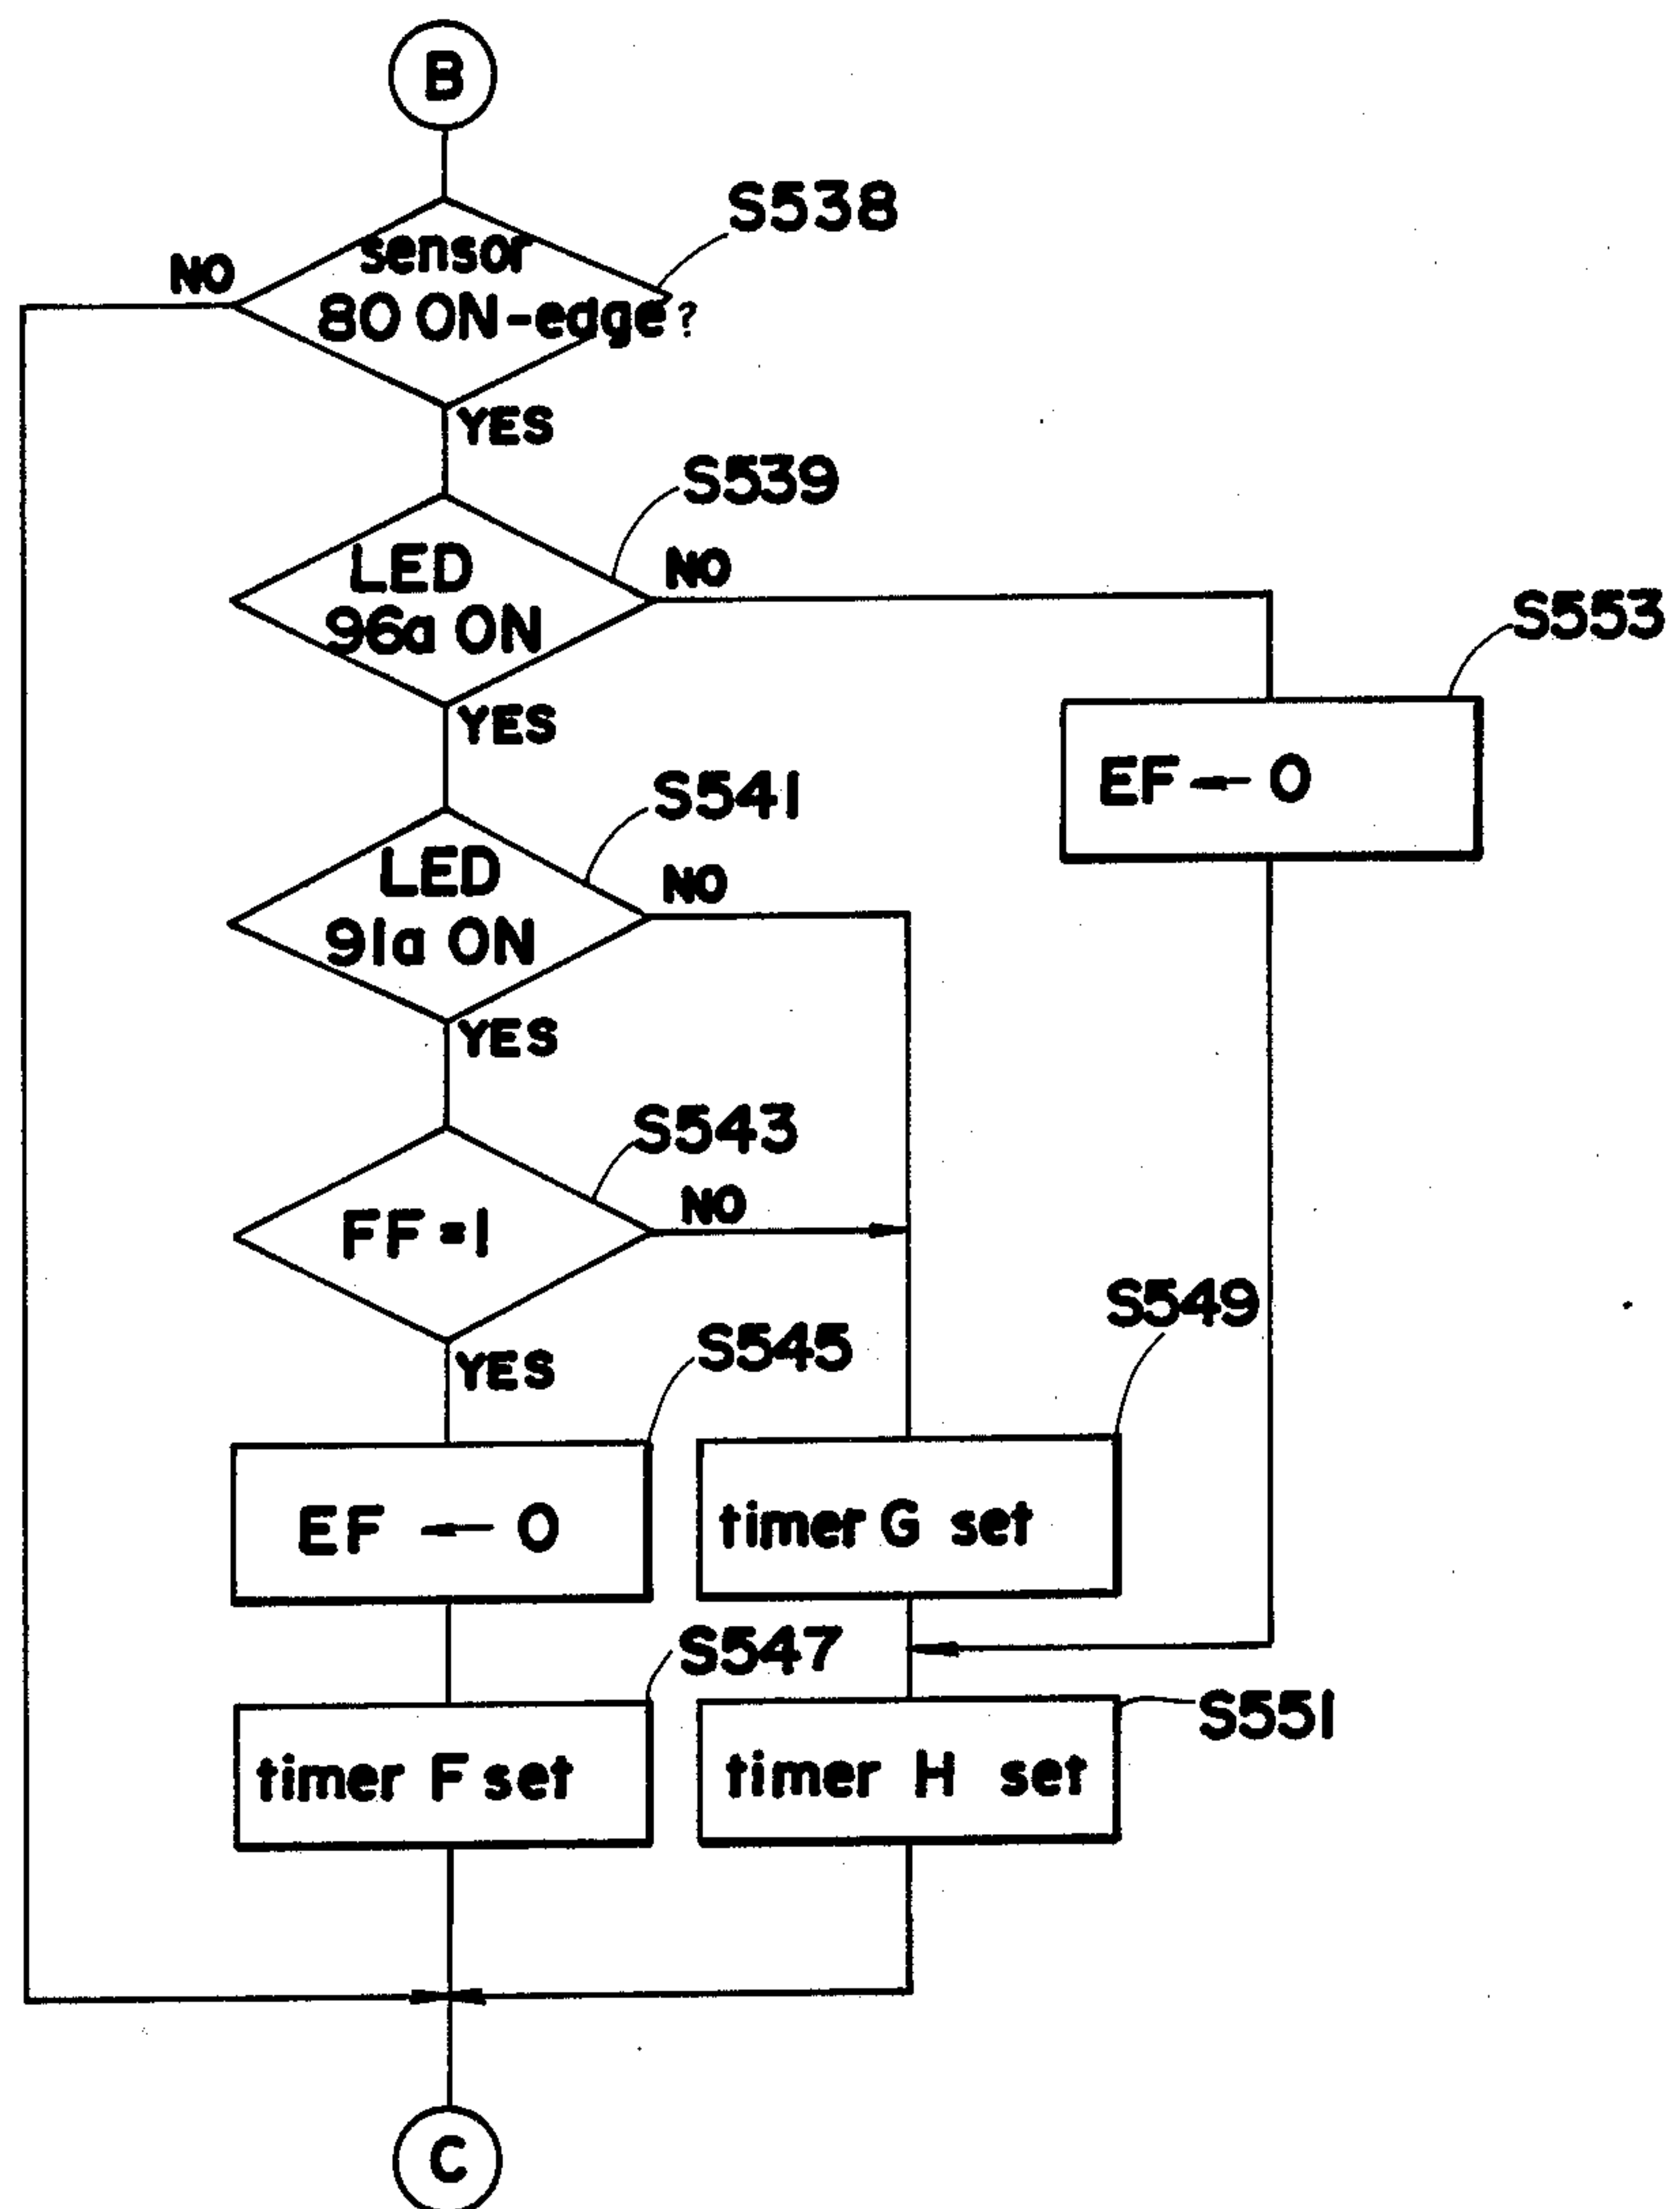 B
S538
sensor
NO
80 ON-edge?
YES
S539
LED
NO
96a ON
S553
YES
EF ← 0
S541
LED
NO
91a ON
YES
S543
NO
FF=1
S549
S545
YES
EF ← 0
timer G set
S547
S551
timer F set
timer H set
C